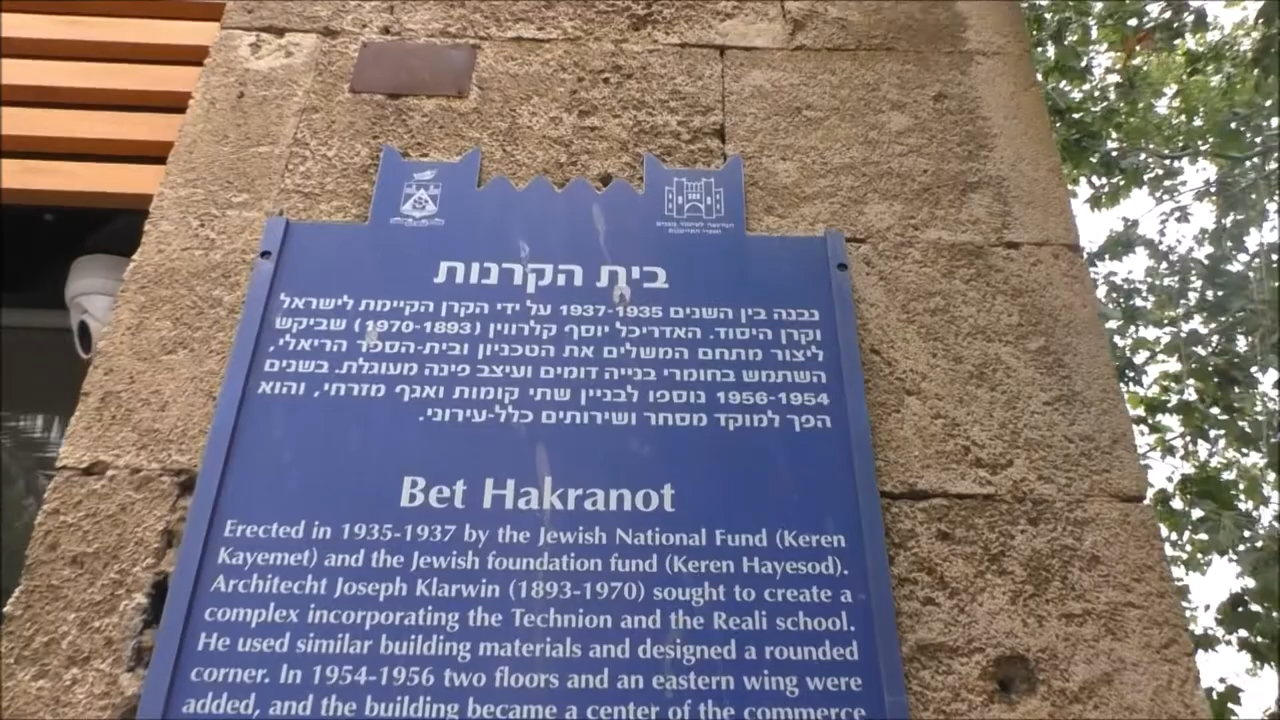 בית הקרנות
נבנה בין השנים 1937-1935 על ידי הקרן הקיימת לישראל
וקרן היסוד. האדריכל יוסף קלרווין (1970-1893) שביקש
ליצור מתחם המשלים את הטכניון ובית-הספר הריאלי,
השתמש בחומרי בנייה דומים ועיצב פינה מעוגלת. בשנים
1956-1954 נוספו לבניין שתי קומות ואגף מזרחי, והוא
הפך למוקד מסחר ושירותים כלל-עירוני.
Bet Hakranot
Erected in 1935-1937 by the Jewish National Fund (Keren
Kayemet) and the Jewish foundation fund (Keren Hayesod).
Architecht Joseph Klarwin (1893-1970) sought to create a
complex incorporating the Technion and the Reali school.
He used similar building materials and designed a rounded
corner. In 1954-1956 two floors and an eastern wing were
added, and the building became a center of the commerce